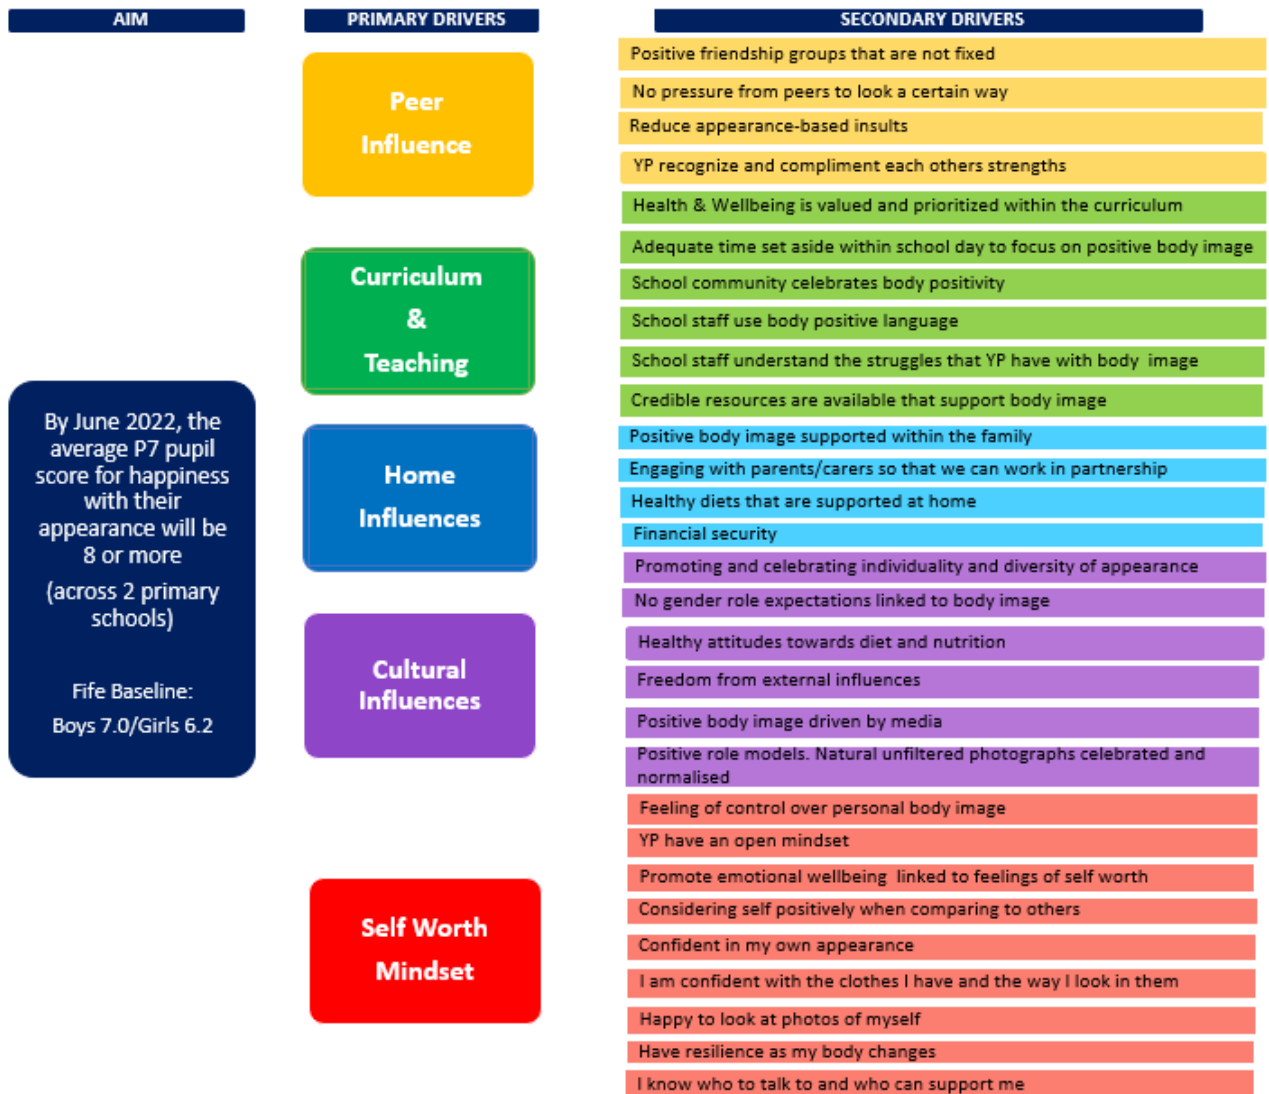 AIM
PRIMARY DRIVERS
SECONDARY DRIVERS
By June 2022, the
average P7 pupil
score for happiness
with their
appearance will be
8 or more
(across 2 primary
schools)
Fife Baseline:
Boys 7.0/Girls 6.2
Peer
Influence
Positive friendship groups that are not fixed
No pressure from peers to look a certain way
Reduce appearance-based insults
YP recognize and compliment each others strengths
Curriculum
&
Teaching
Health & Wellbeing is valued and prioritized within the curriculum
Adequate time set aside within school day to focus on positive body image
School community celebrates body positivity
School staff use body positive language
School staff understand the struggles that YP have with body image
Credible resources are available that support body image
Home
Influences
Positive body image supported within the family
Engaging with parents/carers so that we can work in partnership
Healthy diets that are supported at home
Financial security
Cultural
Influences
Promoting and celebrating individuality and diversity of appearance
No gender role expectations linked to body image
Healthy attitudes towards diet and nutrition
Freedom from external influences
Positive body image driven by media
Positive role models. Natural unfiltered photographs celebrated and
normalised
Self Worth
Mindset
Feeling of control over personal body image
YP have an open mindset
Promote emotional wellbeing linked to feelings of self worth
Considering self positively when comparing to others
Confident in my own appearance
I am confident with the clothes I have and the way I look in them
Happy to look at photos of myself
Have resilience as my body changes
I know who to talk to and who can support me